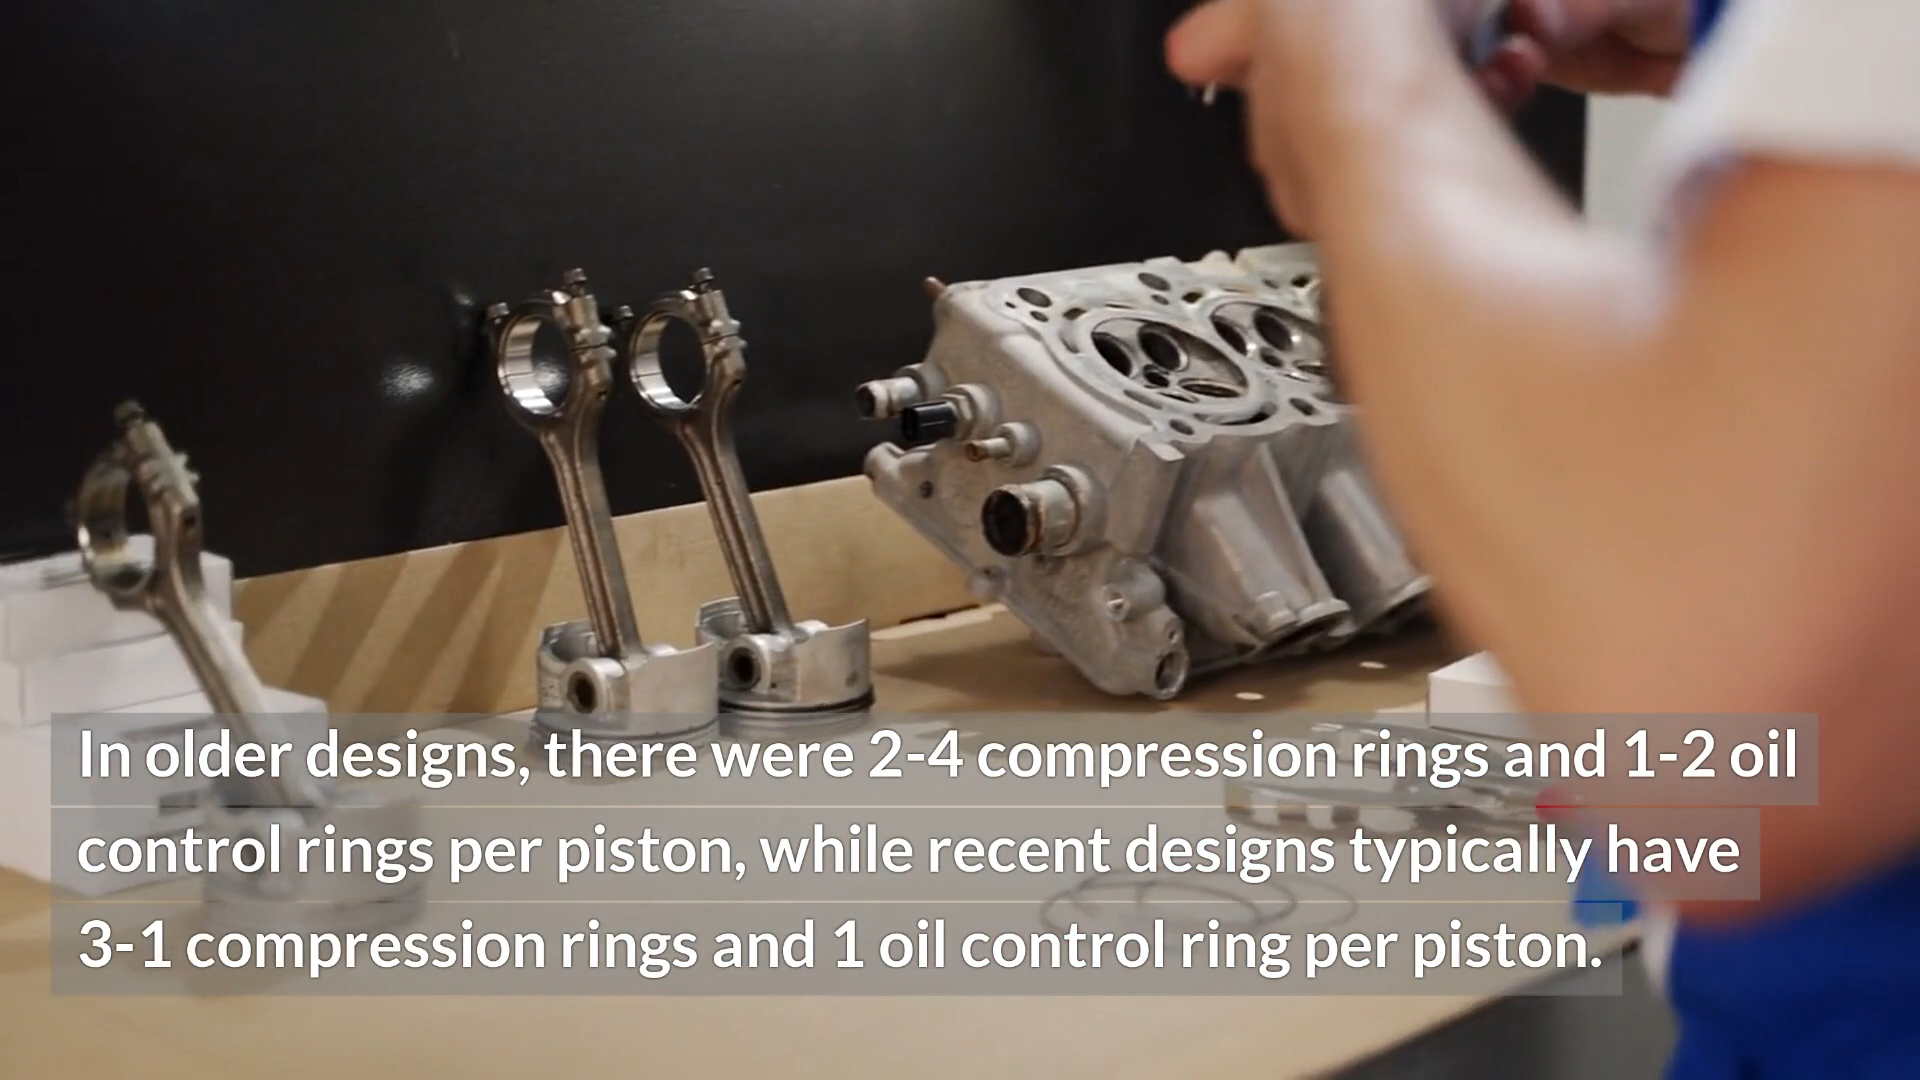 In older designs, there were 2-4 compression rings and 1-2 oil
control rings per piston, while recent designs typically have
3-1 compression rings and 1 oil control ring per piston.